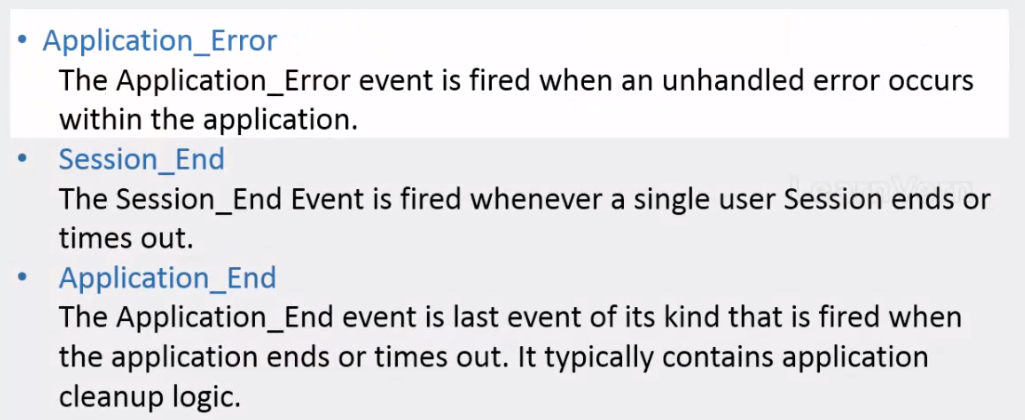 • Application_Error
The Application_Error event is fired when an unhandled error occurs
within the application.
• Session_End
The Session_End Event is fired whenever a single user Session ends or
times out.
• Application_End
The Application_End event is last event of its kind that is fired when
the application ends or times out. It typically contains application
cleanup logic.